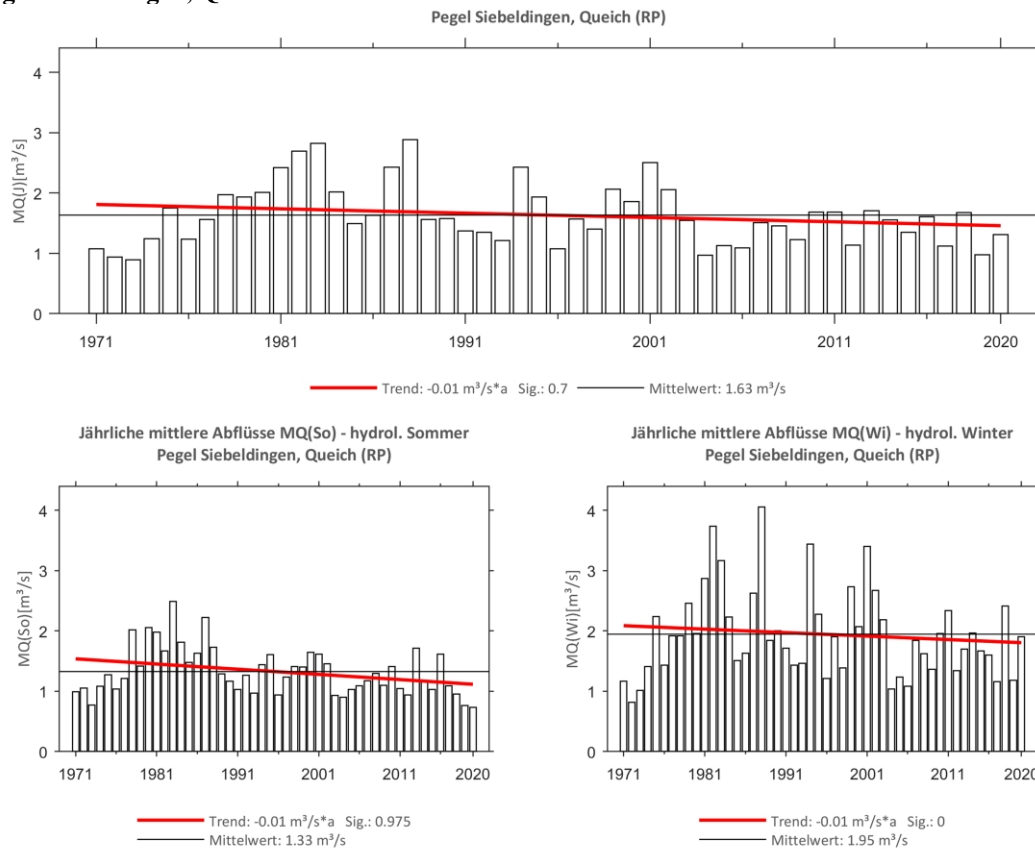 Pegel Siebeldingen, Queich (RP)
MQ(J)[m³/s]
4
3
2
1
0
1971 1981 1991 2001 2011 2020
Trend: -0.01 m³/s*a Sig.: 0.7 Mittelwert: 1.63 m³/s
Jährliche mittlere Abflüsse MQ(So) - hydrol. Sommer
Pegel Siebeldingen, Queich (RP)
MQ(So)[m³/s]
4
3
2
1
0
1971 1981 1991 2001 2011 2020
Trend: -0.01 m³/s*a Sig.: 0.975
Mittelwert: 1.33 m³/s
Jährliche mittlere Abflüsse MQ(Wi) - hydrol. Winter
Pegel Siebeldingen, Queich (RP)
MQ(Wi)[m³/s]
4
3
2
1
0
1971 1981 1991 2001 2011 2020
Trend: -0.01 m³/s*a Sig.: 0
Mittelwert: 1.95 m³/s